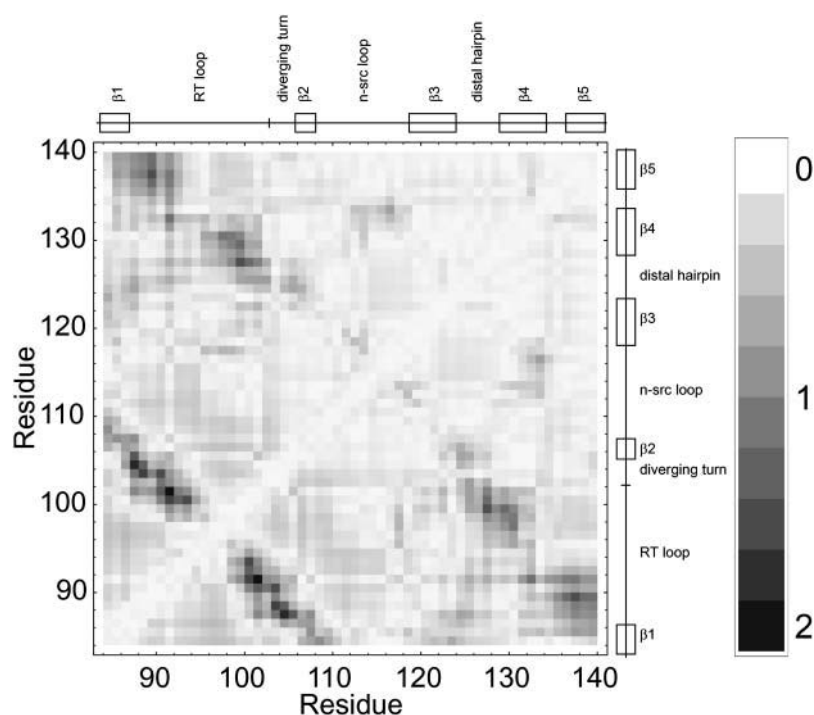 β1
RT loop
diverging turn
β2
n-src loop
β3
distal hairpin
β4
β5
140
130
120
110
100
90
Residue
90
100
110
120
130
140
Residue
β5
β4
distal hairpin
β3
n-src loop
β2
diverging turn
RT loop
β1
0
1
2